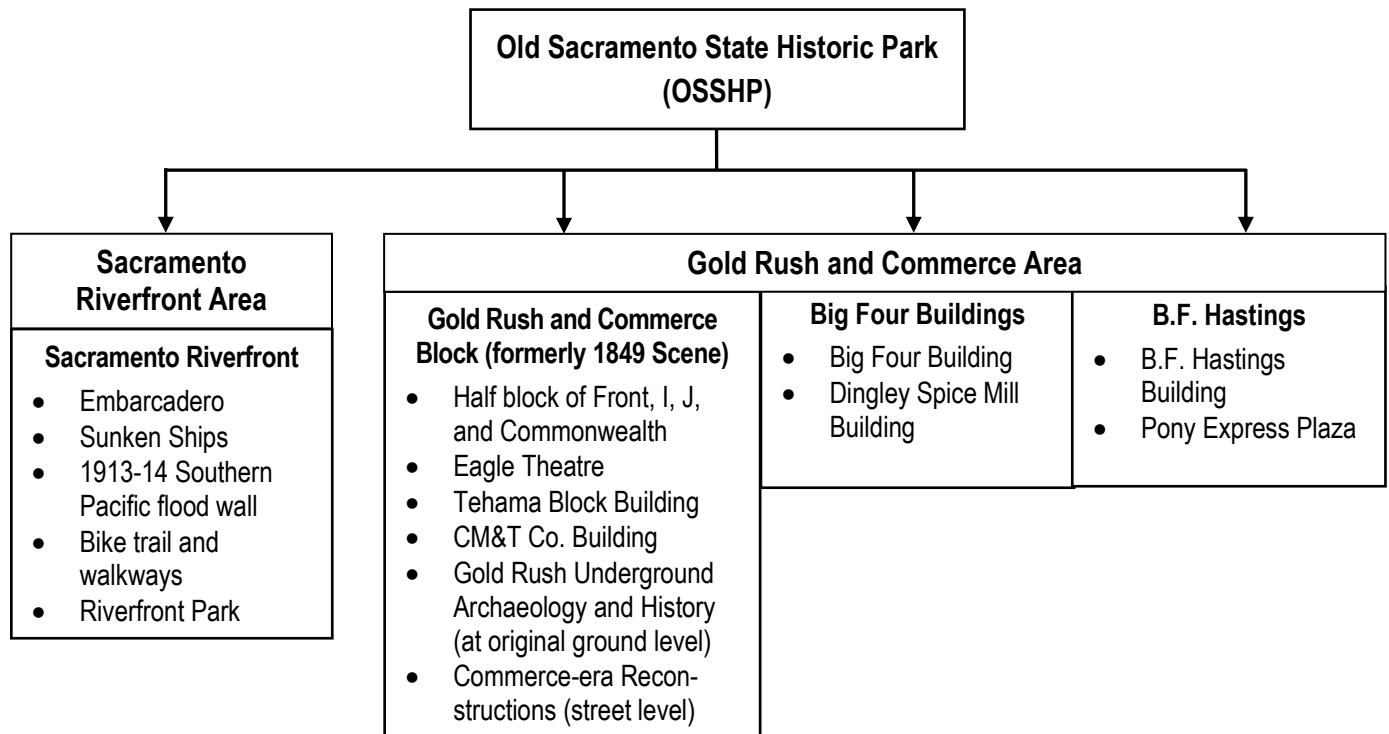 Old Sacramento State Historic Park
(OSSHP)
Sacramento
Riverfront Area
Sacramento Riverfront
• Embarcadero
• Sunken Ships
• 1913-14 Southern
Pacific flood wall
• Bike trail and
walkways
• Riverfront Park
Gold Rush and Commerce Area
Gold Rush and Commerce
Block (formerly 1849 Scene)
• Half block of Front, I, J,
and Commonwealth
• Eagle Theatre
• Tehama Block Building
• CM&T Co. Building
• Gold Rush Underground
Archaeology and History
(at original ground level)
• Commerce-era Recon-
structions (street level)
Big Four Buildings
• Big Four Building
• Dingley Spice Mill
Building
B.F. Hastings
• B.F. Hastings
Building
• Pony Express Plaza